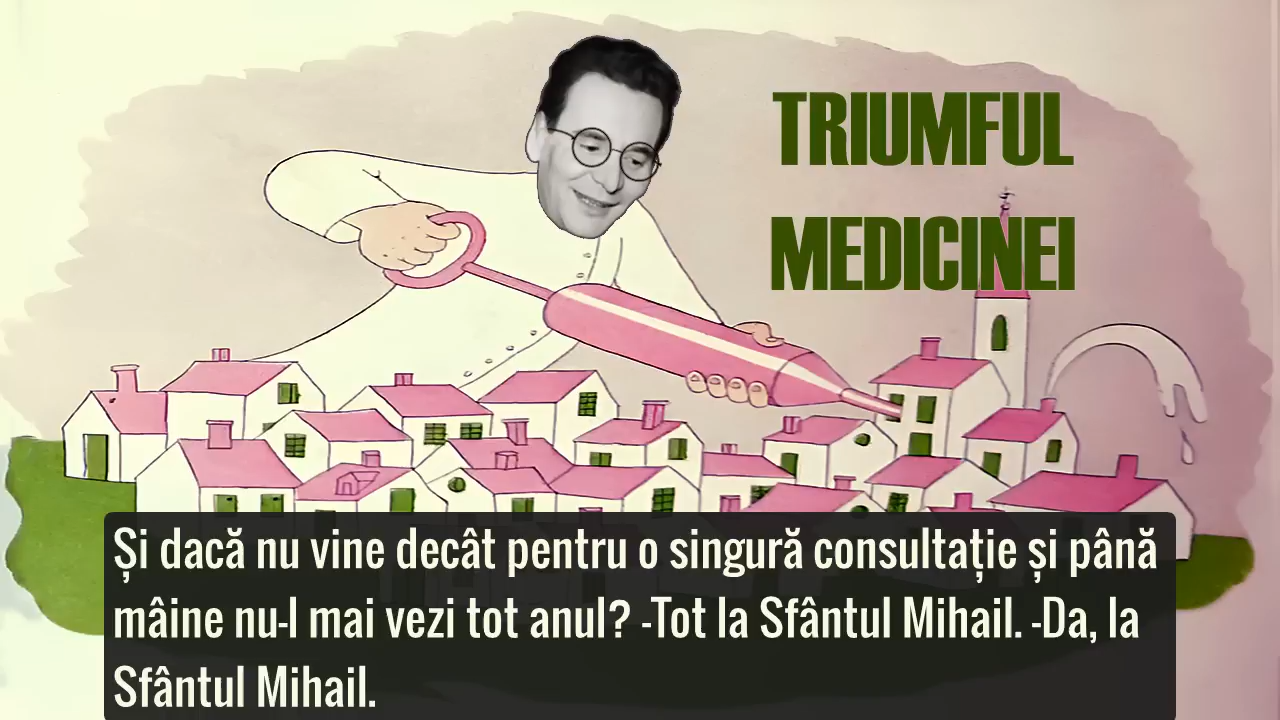 TRIUMFUL
MEDICINEI
Și dacă nu vine decât pentru o singură consultație și până
mâine nu-l mai vezi tot anul? -Tot la Sfântul Mihail. -Da, la
Sfântul Mihail.